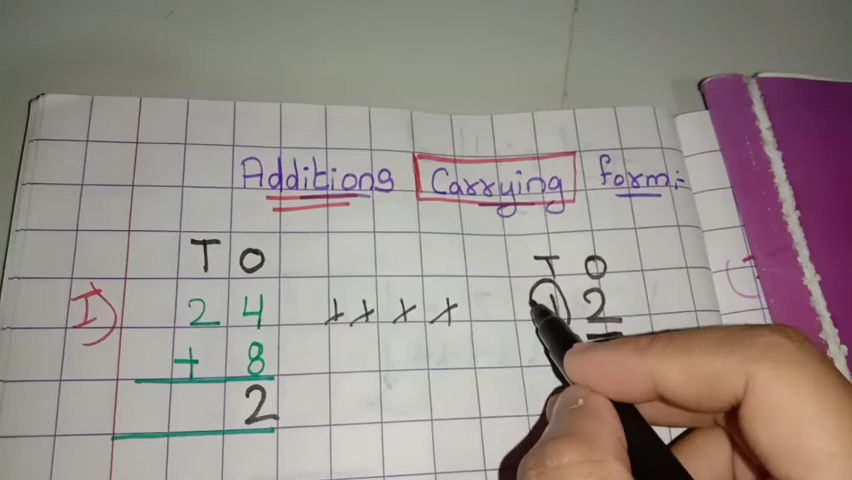 Additions Carrying form:-
T O
I) 2 4
+ 8
2
x x x x
T O
1 2